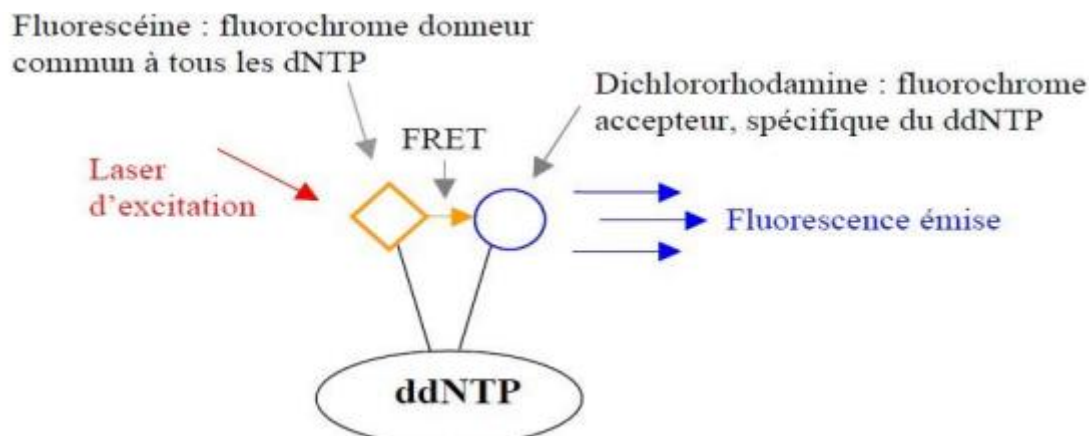 Fluorescéine : fluorochrome donneur
commun à tous les dNTP
Dichlororhodamine : fluorochrome
accepteur, spécifique du ddNTP
FRET
Laser
d'excitation
Fluorescence émise
ddNTP